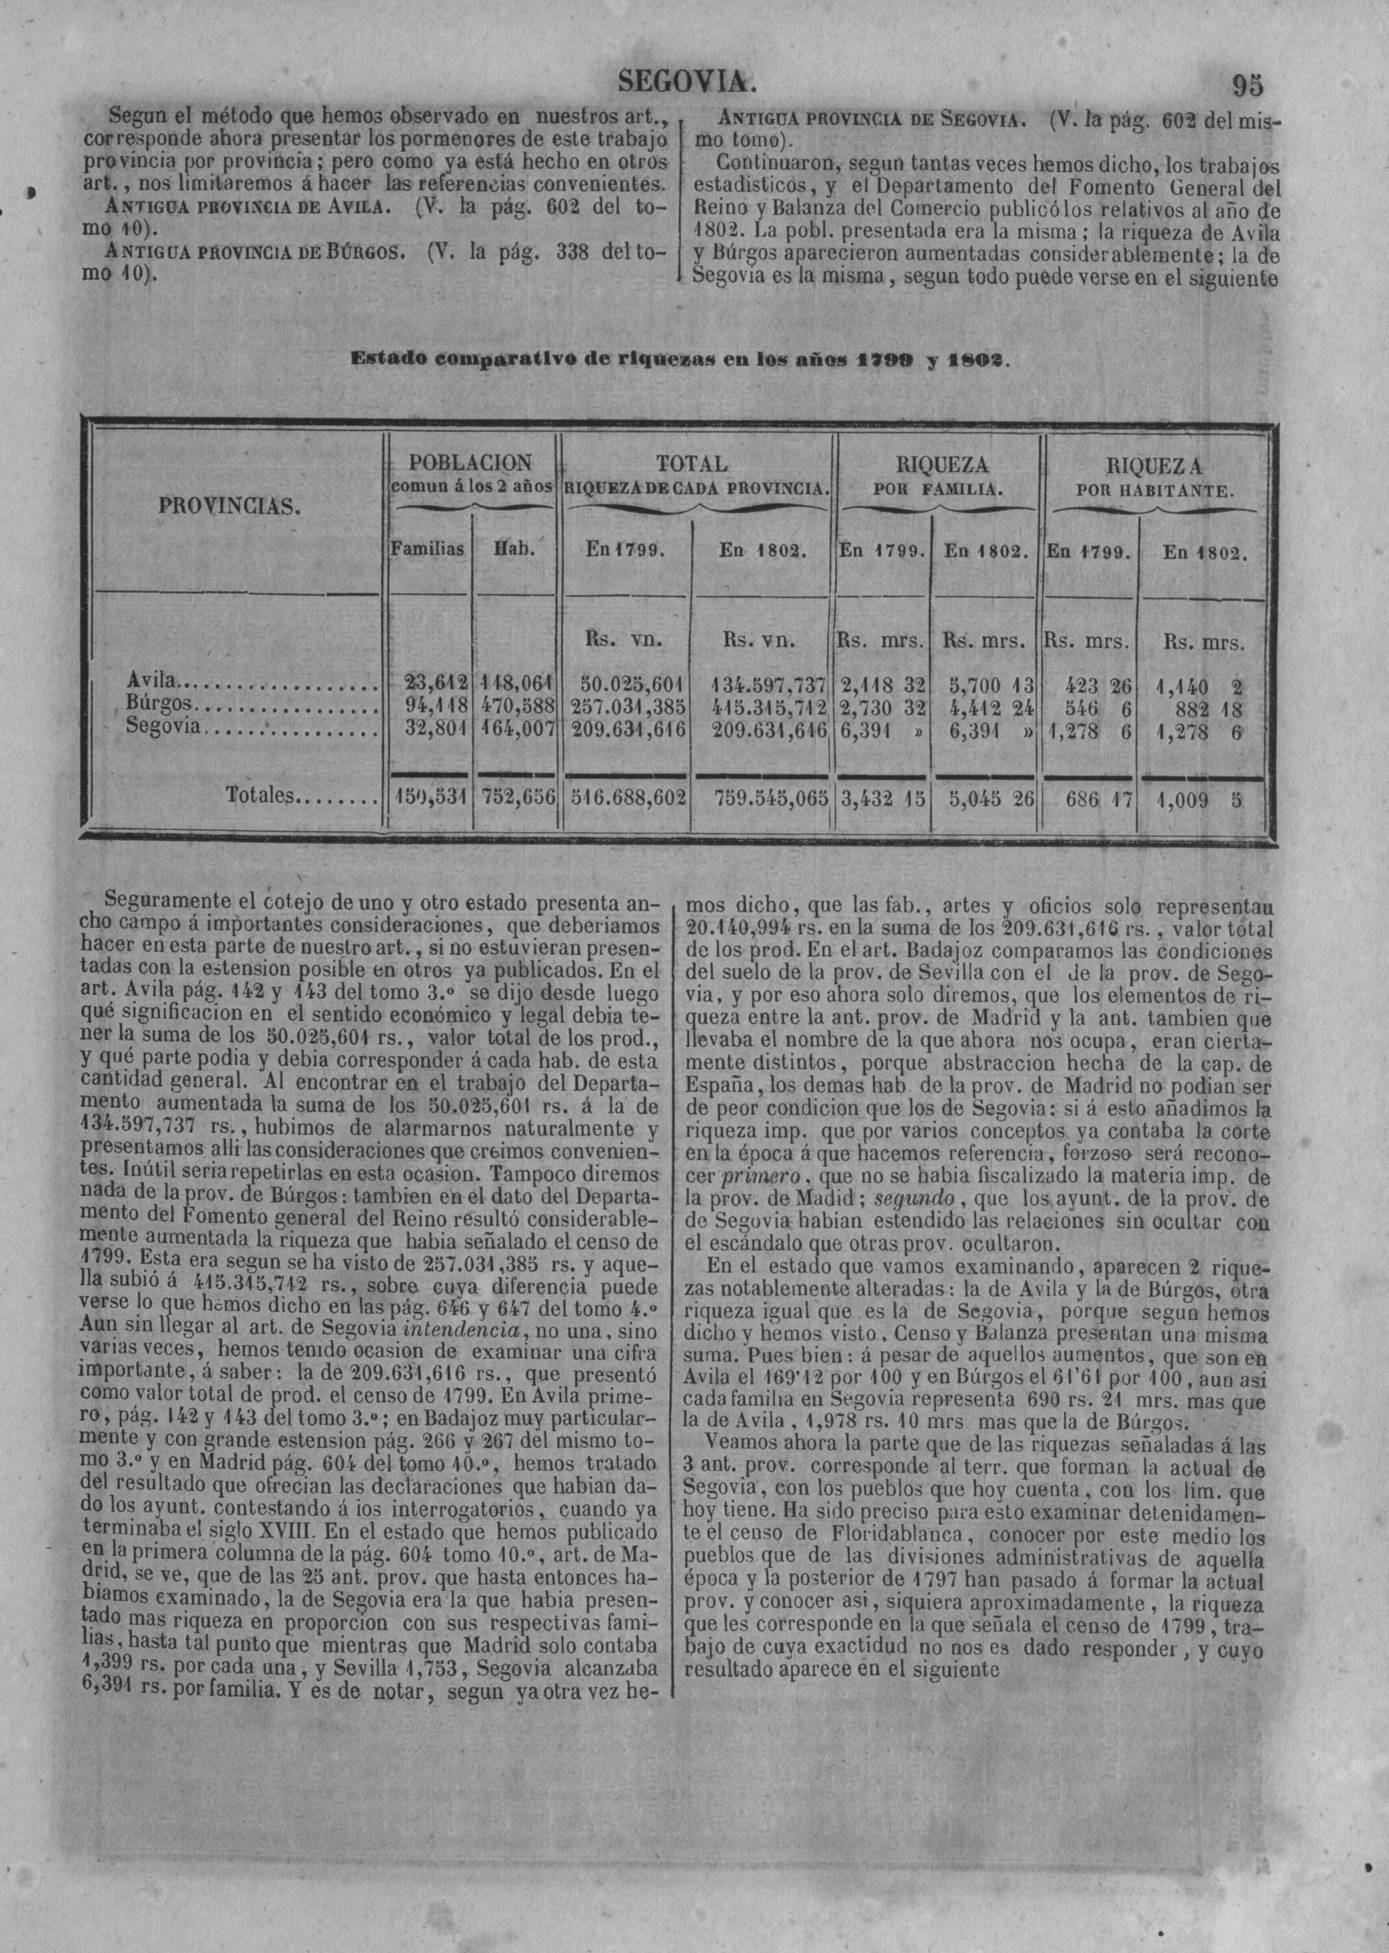 SEGOVIA. 95
Segun el método que hemos observado en nuestros art.,
corresponde ahora presentar los pormenores de este trabajo
provincia por provincia; pero como ya está hecho en otros
art., nos limitaremos á hacer las referencias convenientes.
ANTIGUA PROVINCIA DE AVILA. (V. la pág. 602 del to-
mo 10).
ANTIGUA PROVINCIA DE BÚRGOS. (V. la pág. 338 del to-
mo 10).
ANTIGUA PROVINCIA DE SEGOVIA. (V. la pág. 602 del mis-
mo tomo).
Continuaron, segun tantas veces hemos dicho, los trabajos
estadisticos, y el Departamento del Fomento General del
Reino y Balanza del Comercio publicó los relativos al año de
1802. La pobl. presentada era la misma; la riqueza de Avila
y Búrgos aparecieron aumentadas considerablemente; la de
Segovia es la misma, segun todo puede verse en el siguiente
Estado comparativo de riquezas en los años 1799 y 1802.
PROVINCIAS. POBLACION comun á los 2 años TOTAL RIQUEZA DE CADA PROVINCIA. RIQUEZA POR FAMILIA. RIQUEZA POR HABITANTE.
Familias Hab. En 1799. En 1802. En 1799. En 1802. En 1799. En 1802.
Rs. vn. Rs. vn. Rs. mrs. Rs. mrs. Rs. mrs. Rs. mrs.
Avila................... 23,612 118,061 50.025,601 134.597,737 2,118 32 5,700 13 423 26 1,140 2
Búrgos................. 94,118 470,588 257.031,385 415.315,712 2,730 32 4,412 24 546 6 882 18
Segovia................ 32,801 164,007 209.631,616 209.631,616 6,391 » 6,391 » 1,278 6 1,278 6
Totales........ 150,531 752,656 516.688,602 759.545,065 3,432 15 5,045 26 686 17 1,009 5
Seguramente el cotejo de uno y otro estado presenta an-
cho campo á importantes consideraciones, que deberiamos
hacer en esta parte de nuestro art., si no estuvieran presen-
tadas con la estension posible en otros ya publicados. En el
art. Avila pág. 142 y 143 del tomo 3.º se dijo desde luego
qué significacion en el sentido económico y legal debia te-
ner la suma de los 50.025,601 rs., valor total de los prod.,
y qué parte podia y debia corresponder á cada hab. de esta
cantidad general. Al encontrar en el trabajo del Departa-
mento aumentada la suma de los 50.025,601 rs. á la de
134.597,737 rs., hubimos de alarmarnos naturalmente y
presentamos alli las consideraciones que creimos convenien-
tes. Inútil seria repetirlas en esta ocasion. Tampoco diremos
nada de la prov. de Búrgos: tambien en el dato del Departa-
mento del Fomento general del Reino resultó considerable-
mente aumentada la riqueza que habia señalado el censo de
1799. Esta era segun se ha visto de 257.031,385 rs. y aque-
lla subió á 415.315,712 rs., sobre cuya diferencia puede
verse lo que hemos dicho en las pág. 646 y 647 del tomo 4.º
Aun sin llegar al art. de Segovia intendencia, no una, sino
varias veces, hemos tenido ocasion de examinar una cifra
importante, á saber: la de 209.631,616 rs., que presentó
como valor total de prod. el censo de 1799. En Avila prime-
ro, pág. 142 y 143 del tomo 3.º; en Badajoz muy particular-
mente y con grande estension pág. 266 y 267 del mismo to-
mo 3.º y en Madrid pág. 604 del tomo 10.º, hemos tratado
del resultado que ofrecian las declaraciones que habian da-
do los ayunt. contestando á los interrogatorios, cuando ya
terminaba el siglo XVIII. En el estado que hemos publicado
en la primera columna de la pág. 604 tomo 10.º, art. de Ma-
drid, se ve, que de las 25 ant. prov. que hasta entonces ha-
biamos examinado, la de Segovia era la que habia presen-
tado mas riqueza en proporcion con sus respectivas fami-
lias, hasta tal punto que mientras que Madrid solo contaba
1,399 rs. por cada una, y Sevilla 1,753, Segovia alcanzaba
6,391 rs. por familia. Y es de notar, segun ya otra vez he-
mos dicho, que las fab., artes y oficios solo representau
20.140,994 rs. en la suma de los 209.631,616 rs., valor total
de los prod. En el art. Badajoz comparamos las condiciones
del suelo de la prov. de Sevilla con el de la prov. de Sego-
via, y por eso ahora solo diremos, que los elementos de ri-
queza entre la ant. prov. de Madrid y la ant. tambien que
llevaba el nombre de la que ahora nos ocupa, eran cierta-
mente distintos, porque abstraccion hecha de la cap. de
España, los demas hab. de la prov. de Madrid no podian ser
de peor condicion que los de Segovia: si á esto añadimos la
riqueza imp. que por varios conceptos ya contaba la corte
en la época á que hacemos referencia, forzoso será recono-
cer primero, que no se habia fiscalizado la materia imp. de
la prov. de Madid; segundo, que los ayunt. de la prov. de
de Segovia habian estendido las relaciones sin ocultar con
el escándalo que otras prov. ocultaron.
En el estado que vamos examinando, aparecen 2 rique-
zas notablemente alteradas: la de Avila y la de Búrgos, otra
riqueza igual que es la de Segovia, porque segun hemos
dicho y hemos visto, Censo y Balanza presentan una misma
suma. Pues bien: á pesar de aquellos aumentos, que son en
Avila el 169'12 por 100 y en Búrgos el 61'61 por 100, aun asi
cada familia en Segovia representa 690 rs. 21 mrs. mas que
la de Avila, 1,978 rs. 10 mrs mas que la de Búrgos.
Veamos ahora la parte que de las riquezas señaladas á las
3 ant. prov. corresponde al terr. que forman la actual de
Segovia, con los pueblos que hoy cuenta, con los lim. que
hoy tiene. Ha sido preciso para esto examinar detenidamen-
te el censo de Floridablanca, conocer por este medio los
pueblos que de las divisiones administrativas de aquella
época y la posterior de 1797 han pasado á formar la actual
prov. y conocer asi, siquiera aproximadamente, la riqueza
que les corresponde en la que señala el censo de 1799, tra-
bajo de cuya exactidud no nos es dado responder, y cuyo
resultado aparece en el siguiente